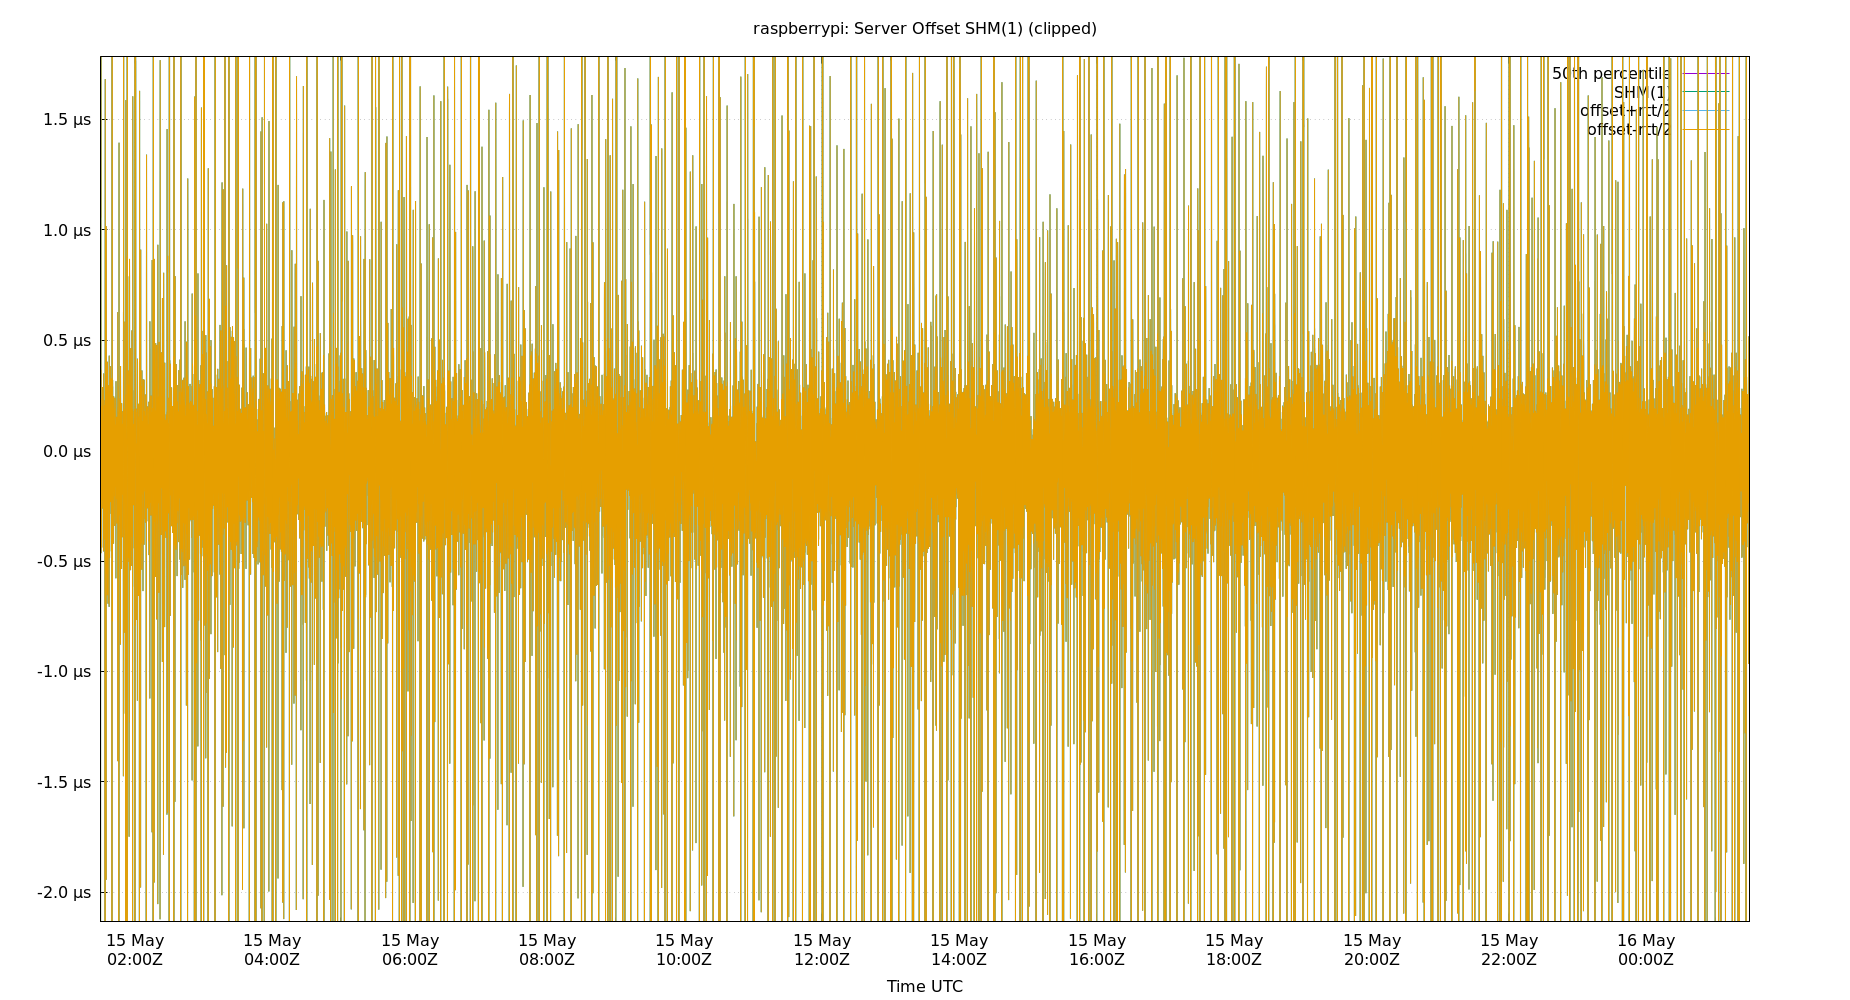 raspberrypi: Server Offset SHM(1) (clipped)
50th percentile
SHM(1)
offset+rtt/2
offset-rtt/2
1.5 µs
1.0 µs
0.5 µs
0.0 µs
-0.5 µs
-1.0 µs
-1.5 µs
-2.0 µs
15 May 15 May 15 May 15 May 15 May 15 May 15 May 15 May 15 May 15 May 15 May 16 May
02:00Z 04:00Z 06:00Z 08:00Z 10:00Z 12:00Z 14:00Z 16:00Z 18:00Z 20:00Z 22:00Z 00:00Z
Time UTC